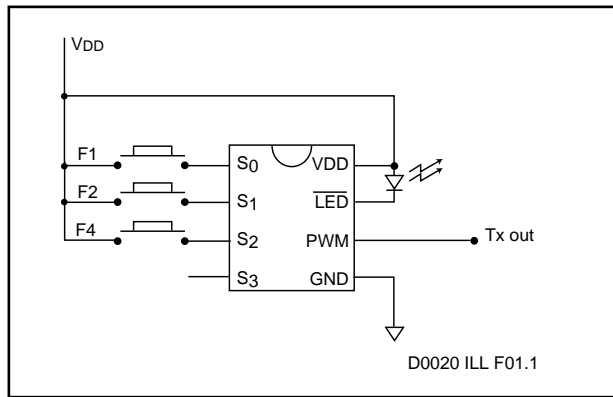 VDD
F1
S0
VDD
F2
S1
LED
F4
S2
PWM
Tx out
S3
GND
D0020 ILL F01.1